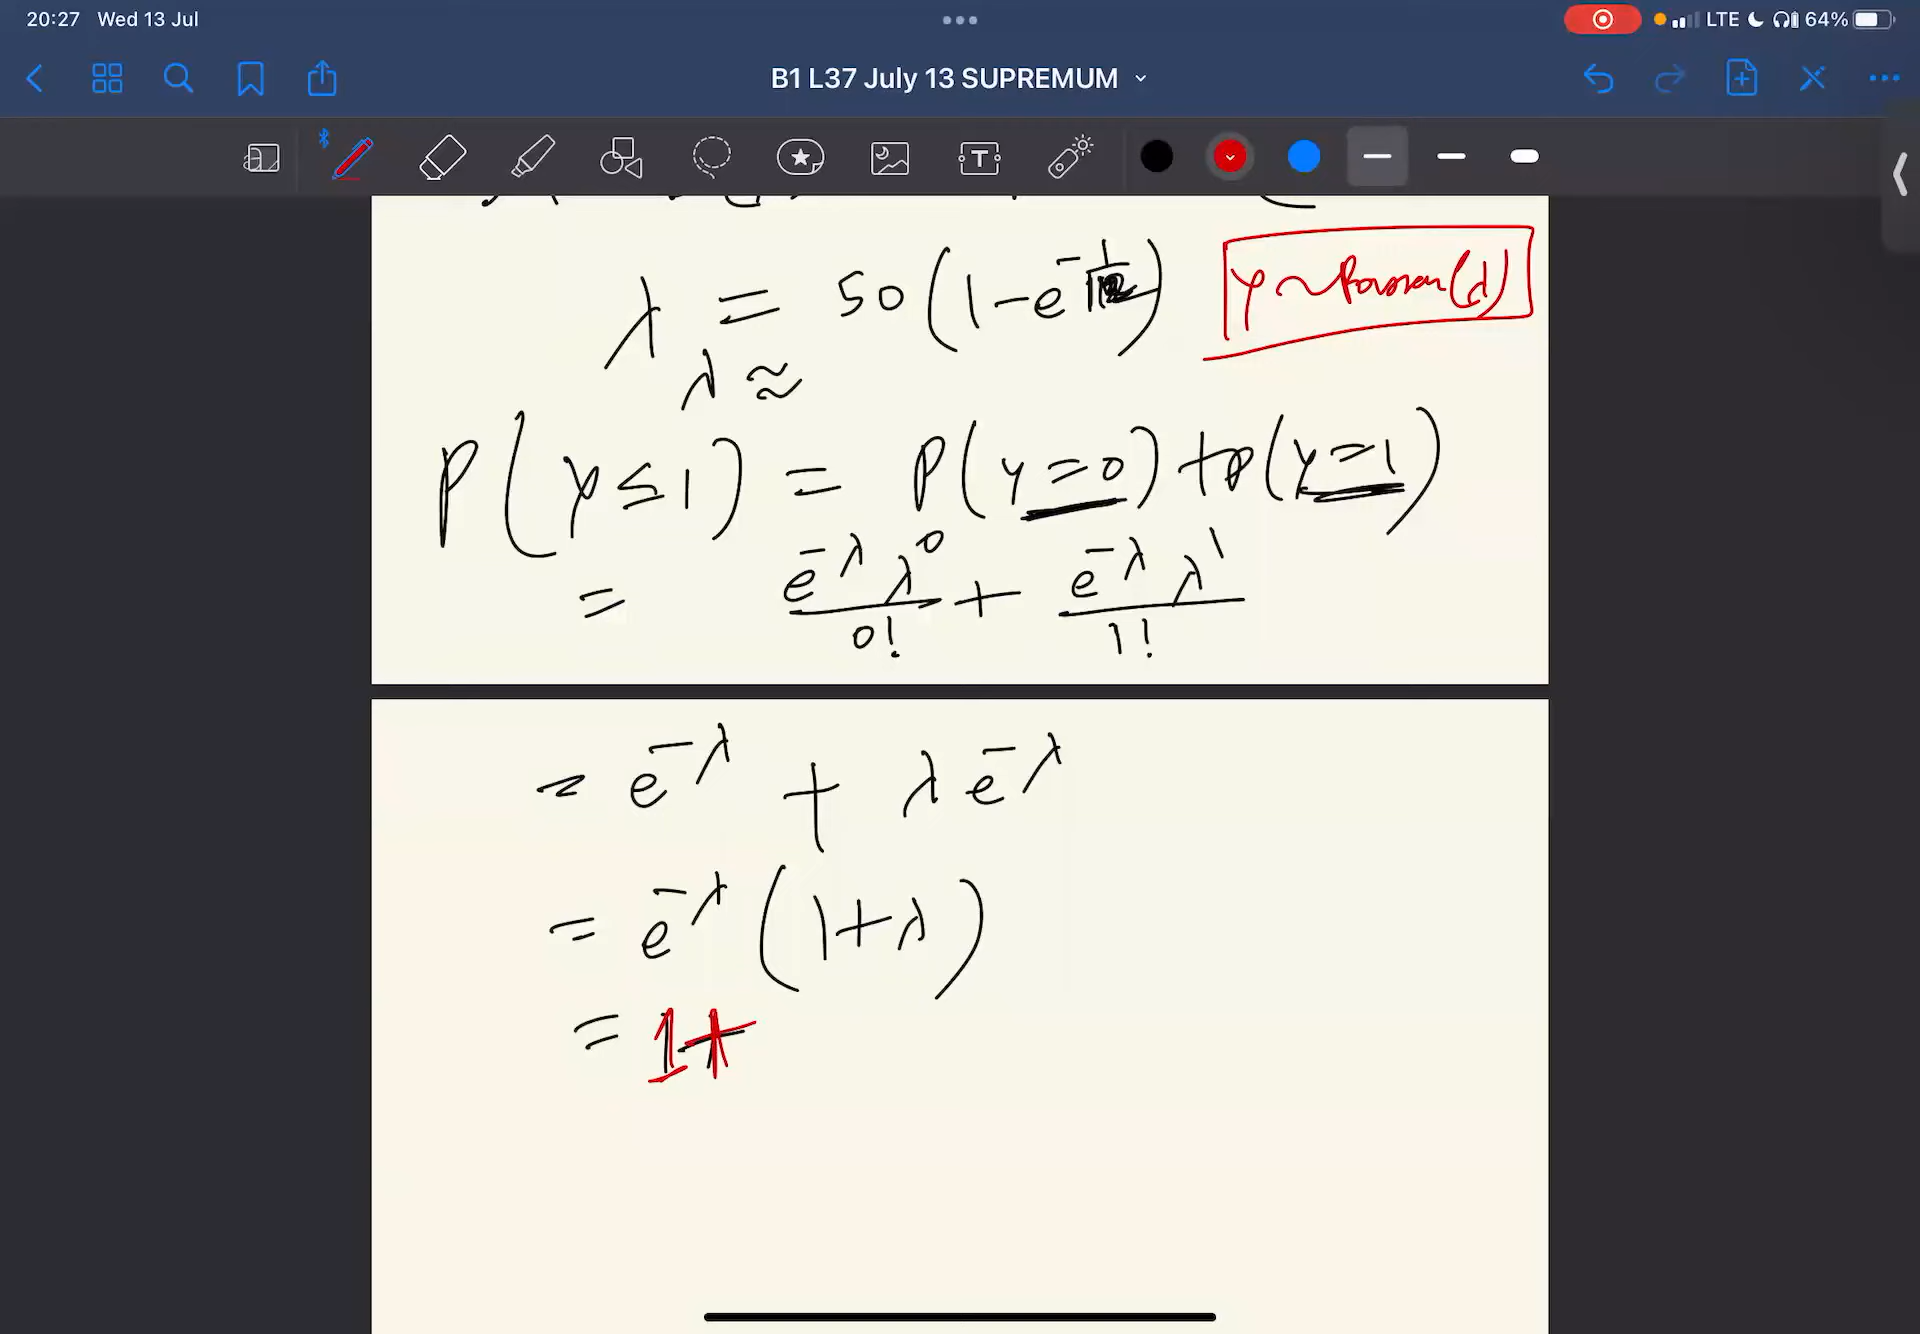 20:27 Wed 13 Jul
LTE 64%
B1 L37 July 13 SUPREMUM
T
λ = 50(1-e^-1/
Y ~ Poisson(λ)
λ ≈
P(Y≤1) = P(Y=0) + P(Y=1)
= e^-λ λ^0 / 0! + e^-λ λ^1 / 1!
= e^-λ + λ e^-λ
= e^-λ (1+λ)
= 1+